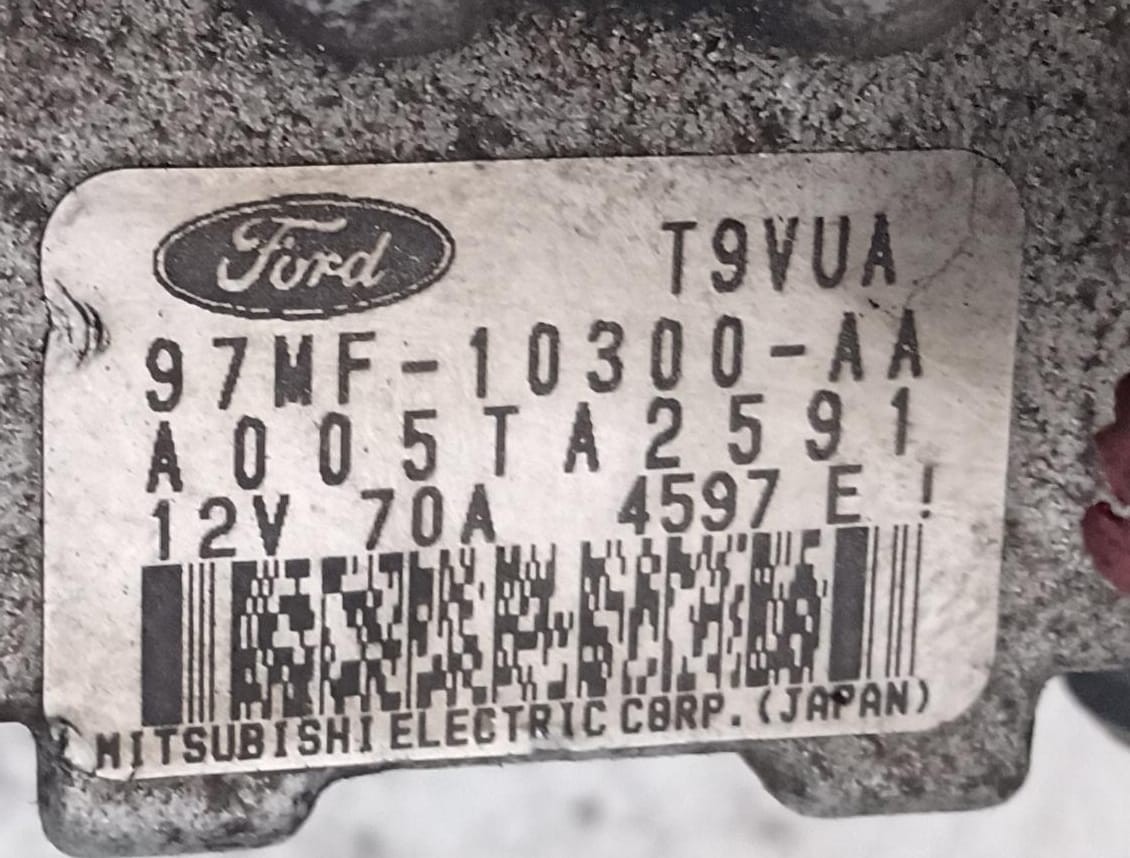 Ford T9VUA
97MF-10300-AA
A005TA2591
12V 70A 4597 E !
MITSUBISHI ELECTRIC CORP. (JAPAN)